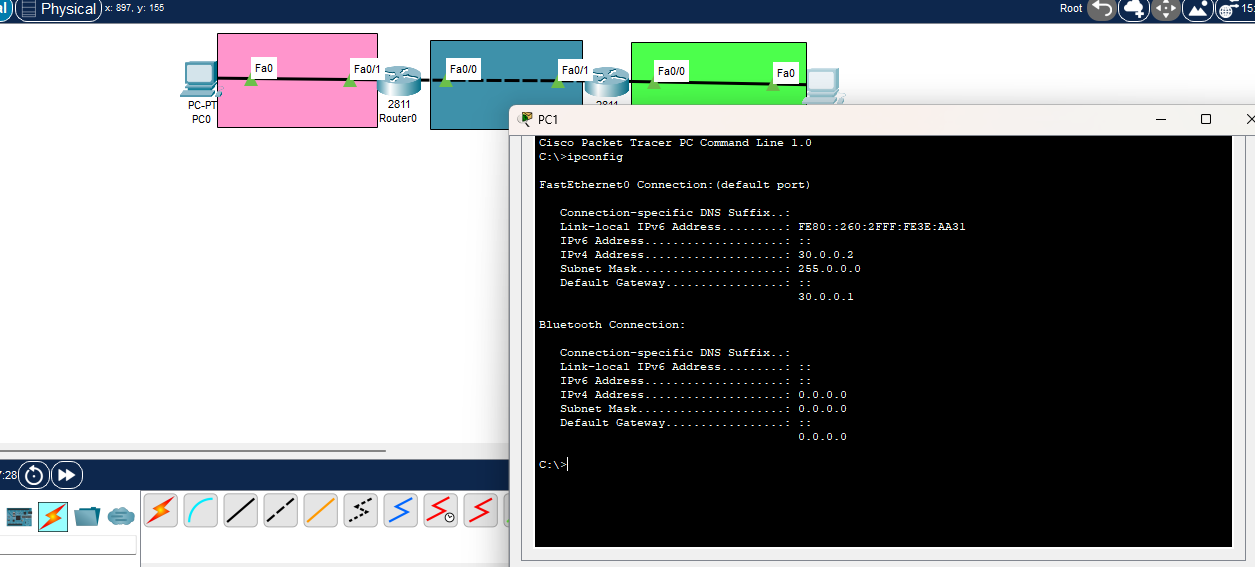 Physical x: 897, y: 155
Root
Fa0
Fa0/1
Fa0/0
Fa0/1
Fa0/0
Fa0
PC-PT
PC0
2811
Router0
2811
PC1
Cisco Packet Tracer PC Command Line 1.0
C:\>ipconfig
FastEthernet0 Connection:(default port)
Connection-specific DNS Suffix..:
Link-local IPv6 Address.........: FE80::260:2FFF:FE3E:AA31
IPv6 Address....................: ::
IPv4 Address....................: 30.0.0.2
Subnet Mask.....................: 255.0.0.0
Default Gateway.................: ::
30.0.0.1
Bluetooth Connection:
Connection-specific DNS Suffix..:
Link-local IPv6 Address.........: ::
IPv6 Address....................: ::
IPv4 Address....................: 0.0.0.0
Subnet Mask.....................: 0.0.0.0
Default Gateway.................: ::
0.0.0.0
C:\>
:28